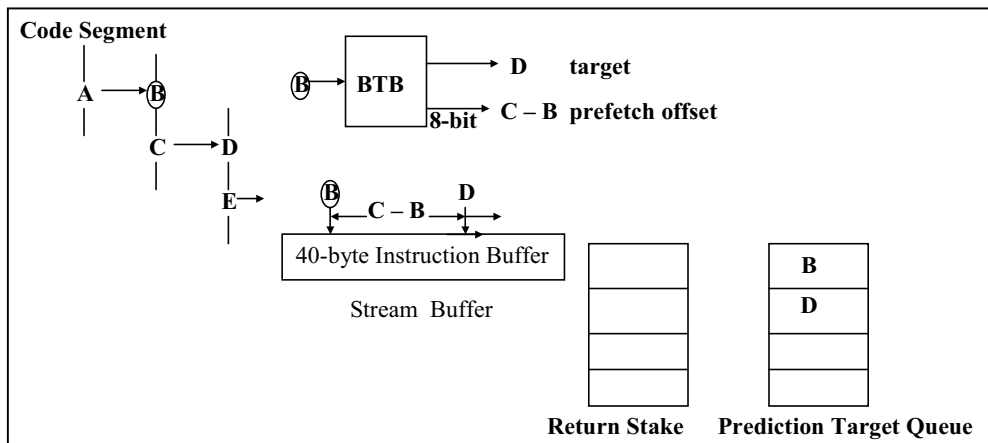 Code Segment
A
B
B
BTB
D target
8-bit
C – B prefetch offset
C
D
E
B
D
C – B
40-byte Instruction Buffer
Stream Buffer
B
D
Return Stake
Prediction Target Queue